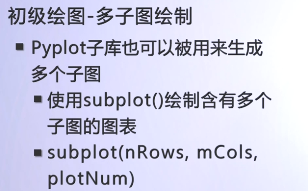 初级绘图-多子图绘制
Pyplot子库也可以被用来生成
多个子图
使用subplot()绘制含有多个
子图的图表
subplot(nRows, mCols,
plotNum)